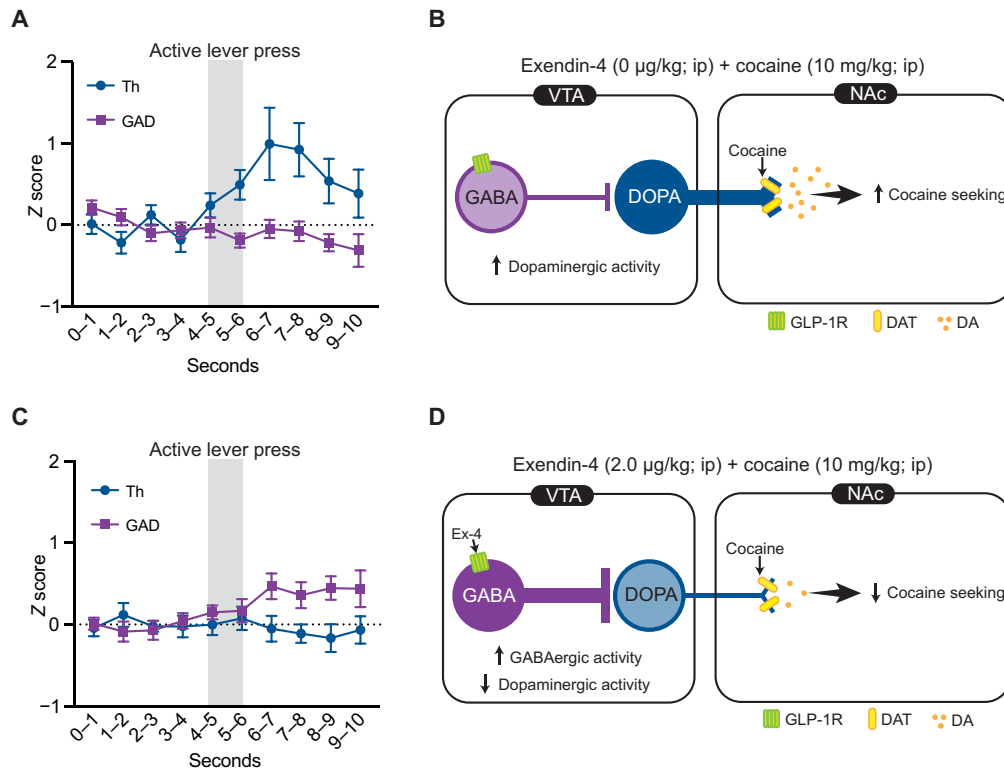 A
Active lever press
2
1
0
−1
Z score
Th
GAD
0–1
1–2
2–3
3–4
4–5
5–6
6–7
7–8
8–9
9–10
Seconds
B
Exendin-4 (0 µg/kg; ip) + cocaine (10 mg/kg; ip)
VTA
NAc
GABA
DOPA
Cocaine
↑ Cocaine seeking
↑ Dopaminergic activity
GLP-1R
DAT
DA
C
Active lever press
2
1
0
−1
Z score
Th
GAD
0–1
1–2
2–3
3–4
4–5
5–6
6–7
7–8
8–9
9–10
Seconds
D
Exendin-4 (2.0 µg/kg; ip) + cocaine (10 mg/kg; ip)
VTA
NAc
Ex-4
GABA
DOPA
Cocaine
↓ Cocaine seeking
↑ GABAergic activity
↓ Dopaminergic activity
GLP-1R
DAT
DA